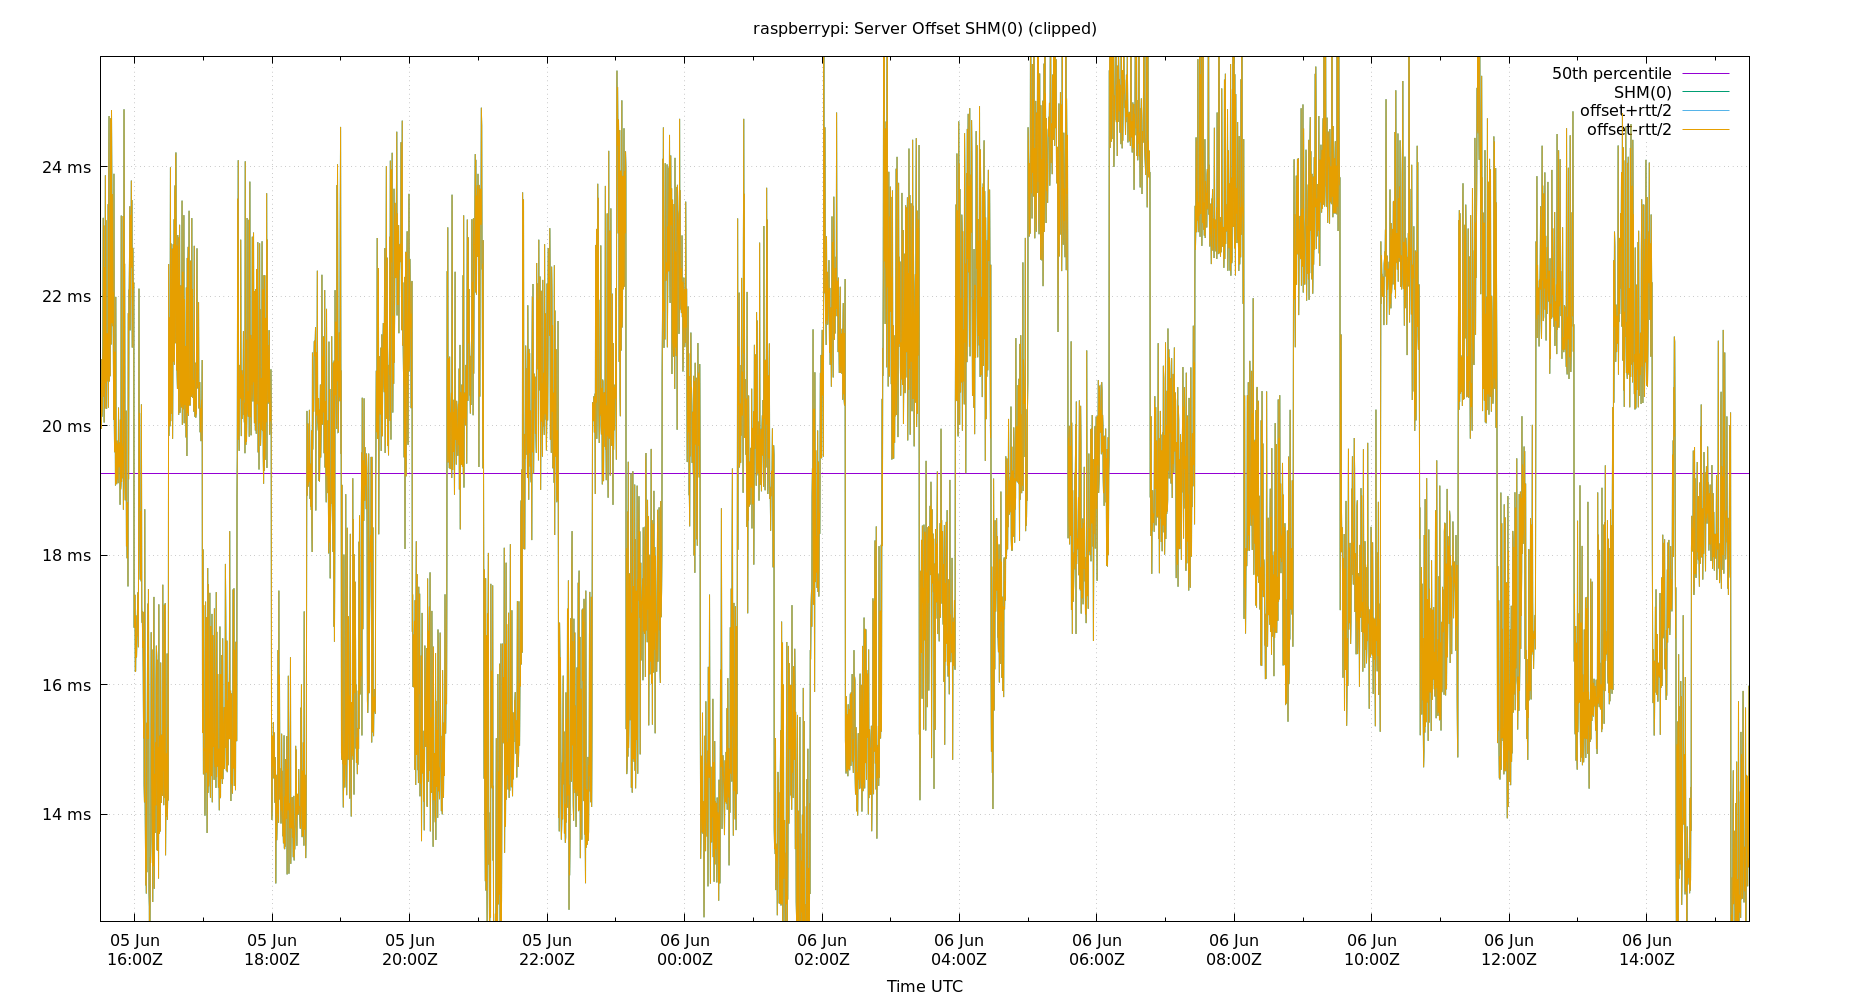 raspberrypi: Server Offset SHM(0) (clipped)
50th percentile
SHM(0)
offset+rtt/2
offset-rtt/2
24 ms
22 ms
20 ms
18 ms
16 ms
14 ms
05 Jun 05 Jun 05 Jun 05 Jun 06 Jun 06 Jun 06 Jun 06 Jun 06 Jun 06 Jun 06 Jun 06 Jun
16:00Z 18:00Z 20:00Z 22:00Z 00:00Z 02:00Z 04:00Z 06:00Z 08:00Z 10:00Z 12:00Z 14:00Z
Time UTC